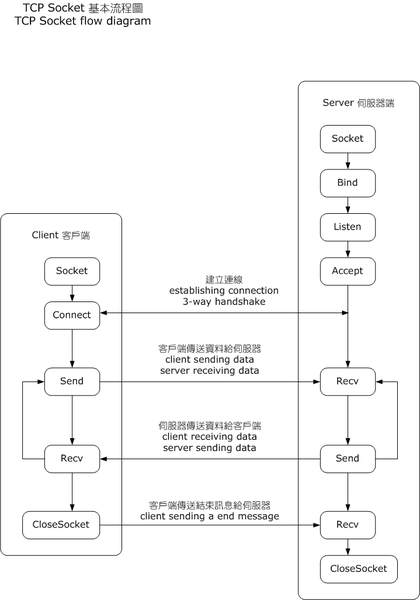 TCP Socket 基本流程圖
TCP Socket flow diagram
Server 伺服器端
Socket
Bind
Listen
Accept
Client 客戶端
Socket
Connect
建立連線
establishing connection
3-way handshake
Send
客戶端傳送資料給伺服器
client sending data
server receiving data
Recv
Recv
伺服器傳送資料給客戶端
client receiving data
server sending data
Send
CloseSocket
客戶端傳送結束訊息給伺服器
client sending a end message
Recv
CloseSocket